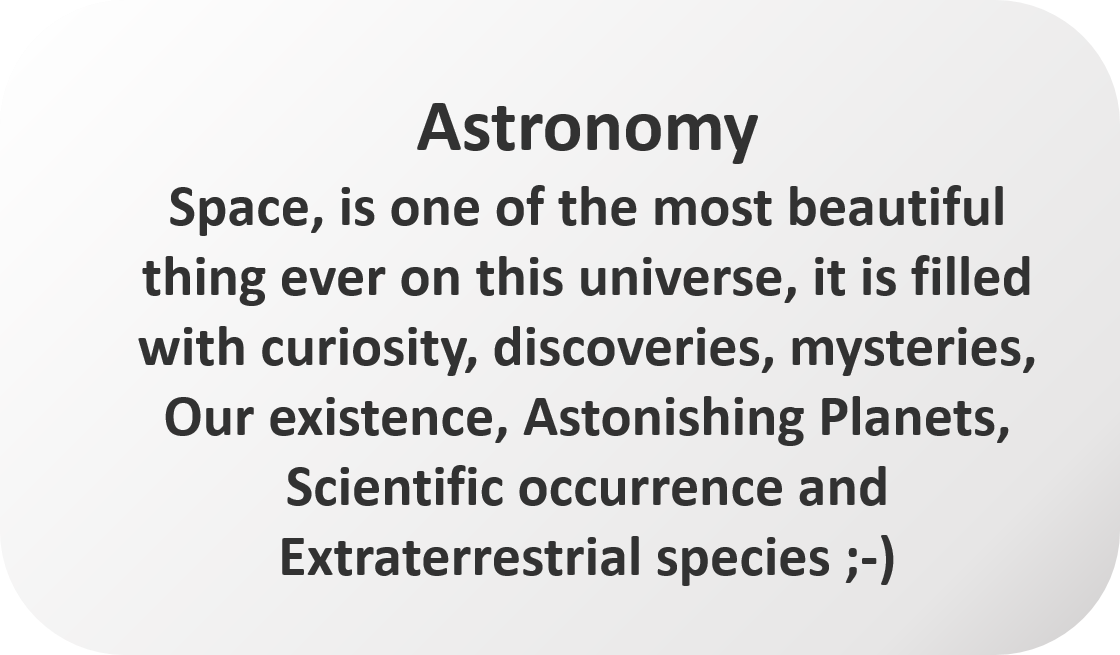 Astronomy
Space, is one of the most beautiful
thing ever on this universe, it is filled
with curiosity, discoveries, mysteries,
Our existence, Astonishing Planets,
Scientific occurrence and
Extraterrestrial species ;-)